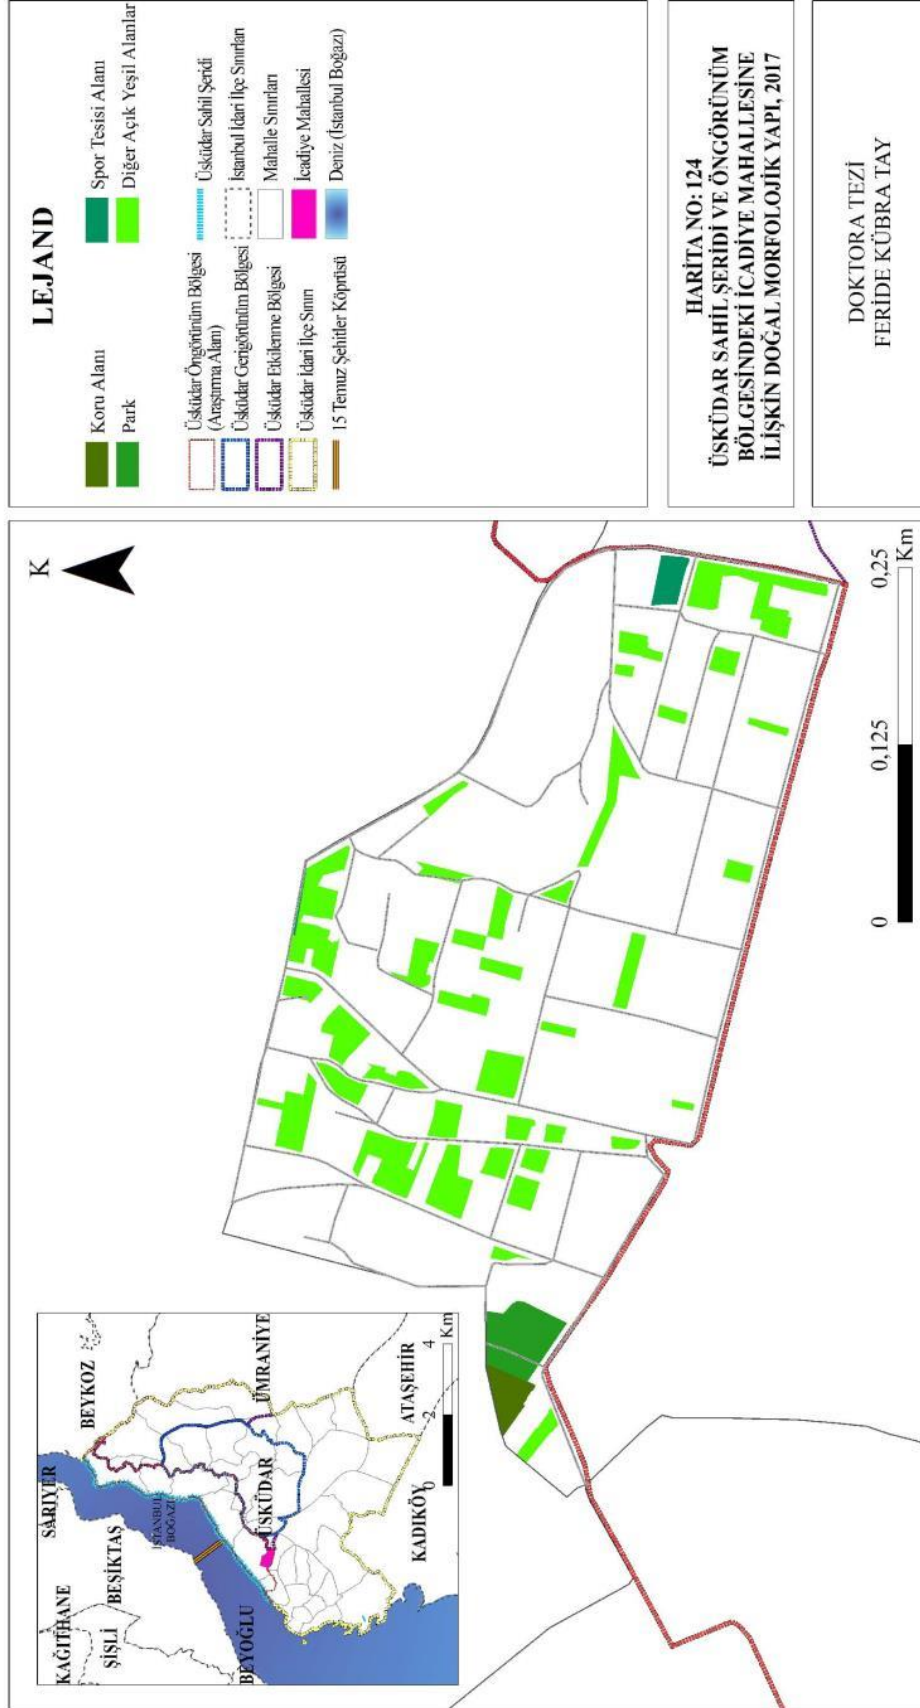 LEJAND
Koru Alanı
Park
Spor Tesisi Alanı
Diğer Açık Yeşil Alanlar
Üsküdar Öngörünüm Bölgesi
(Araştırma Alanı)
Üsküdar Gerigörünüm Bölgesi
Üsküdar Etkilenme Bölgesi
Üsküdar İdari İlçe Sınırı
15 Temuz Şehitler Köprüsü
Üsküdar Sahil Şeridi
İstanbul İdari İlçe Sınırları
Mahalle Sınırları
İcadiye Mahallesi
Deniz (İstanbul Boğazı)
HARİTA NO: 124
ÜSKÜDAR SAHİL ŞERİDİ VE ÖNGÖRÜNÜM
BÖLGESİNDEKİ İCADİYE MAHALLESİNE
İLİŞKİN DOĞAL MORFOLOJİK YAPI, 2017
DOKTORA TEZİ
FERİDE KÜBRA TAY
K
0 0,125 0,25
Km
KAĞITHANE
SARIYER
BEYKOZ
ŞİŞLİ
BEŞİKTAŞ
İSTANBUL
BOĞAZI
BEYOĞLU
ÜSKÜDAR
ÜMRANİYE
KADIKÖY
ATAŞEHİR
0 2 4
Km